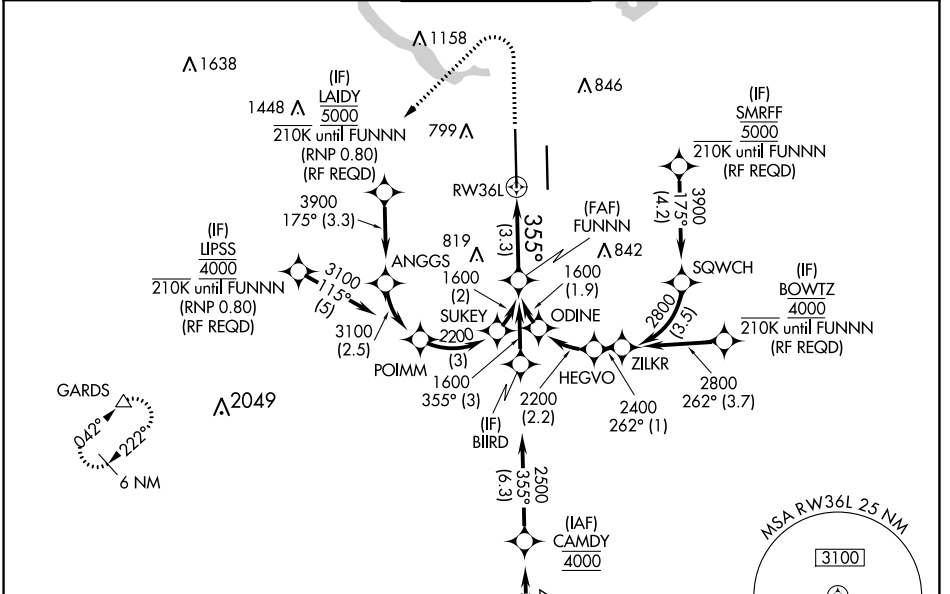 1158
1638
(IF)
LAIDY
5000
210K until FUNNN
(RNP 0.80)
(RF REQD)
1448
846
799
(IF)
SMRFF
5000
210K until FUNNN
(RF REQD)
RW36L
3900
175° (3.3)
355°
(3.3)
(FAF)
FUNNN
3900
175°
(4.2)
(IF)
LIPSS
4000
210K until FUNNN
(RNP 0.80)
(RF REQD)
819
842
ANGGS
SQWCH
3100
115°
(5)
1600
(2)
1600
(1.9)
(IF)
BOWTZ
4000
210K until FUNNN
(RF REQD)
2800
(3.5)
SUKEY
ODINE
3100
(2.5)
2200
(3)
POIMM
ZILKR
HEGVO
1600
355° (3)
2200
(2.2)
2400
262° (1)
2800
262° (3.7)
(IF)
BIIRD
GARDS
042°
222°
6 NM
2049
2500
355°
(6.3)
(IAF)
CAMDY
4000
MSA RW36L 25 NM
3100